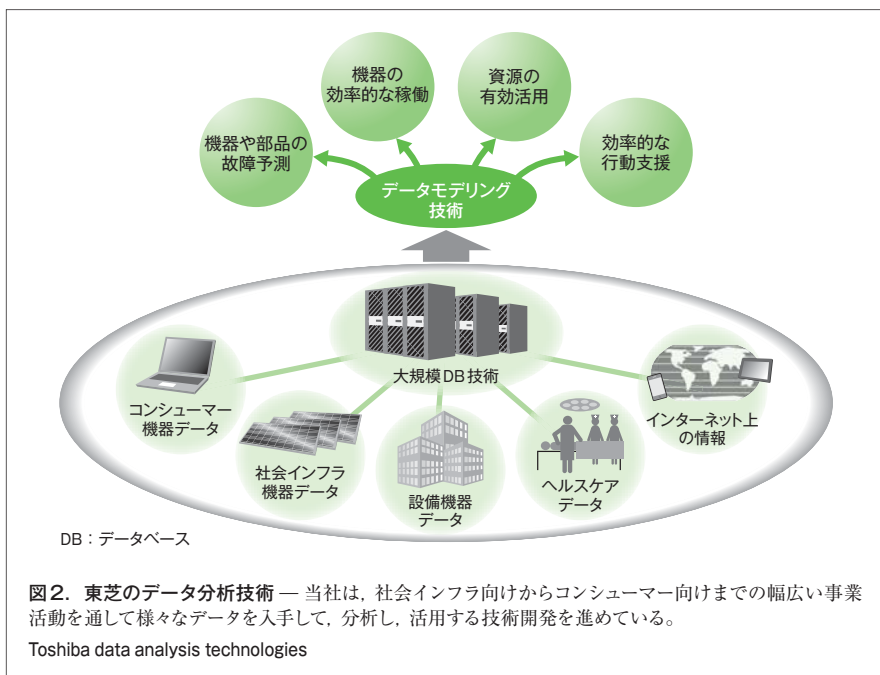 機器の
効率的な稼働
資源の
有効活用
機器や部品の
故障予測
効率的な
行動支援
データモデリング
技術
大規模DB技術
コンシューマー
機器データ
社会インフラ
機器データ
設備機器
データ
ヘルスケア
データ
インターネット上
の情報
DB：データベース
図2．東芝のデータ分析技術 — 当社は，社会インフラ向けからコンシューマー向けまでの幅広い事業
活動を通して様々なデータを入手して，分析し，活用する技術開発を進めている。
Toshiba data analysis technologies